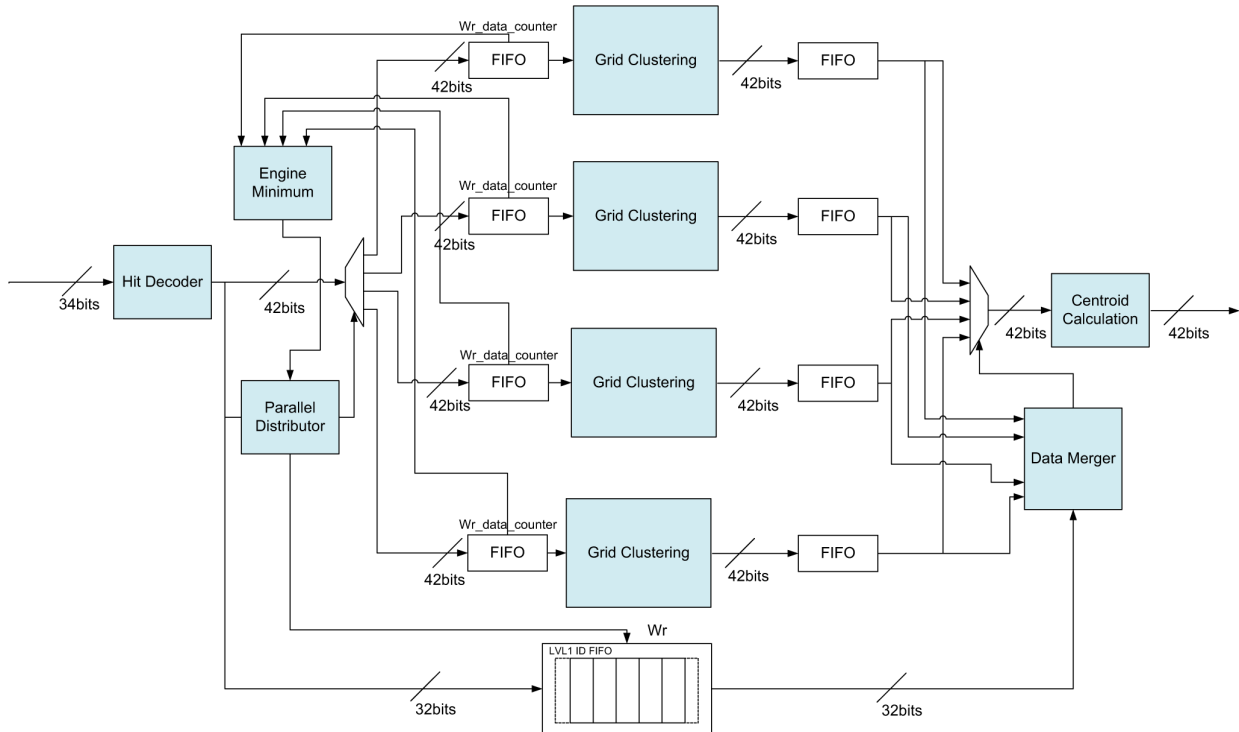 Wr_data_counter
FIFO
Grid Clustering
FIFO
42bits
42bits
Engine
Minimum
Wr_data_counter
FIFO
Grid Clustering
FIFO
42bits
42bits
Hit Decoder
34bits
42bits
Centroid
Calculation
42bits
42bits
Wr_data_counter
FIFO
Grid Clustering
FIFO
42bits
42bits
Parallel
Distributor
Data Merger
Wr_data_counter
FIFO
Grid Clustering
FIFO
42bits
42bits
Wr
LVL1 ID FIFO
32bits
32bits